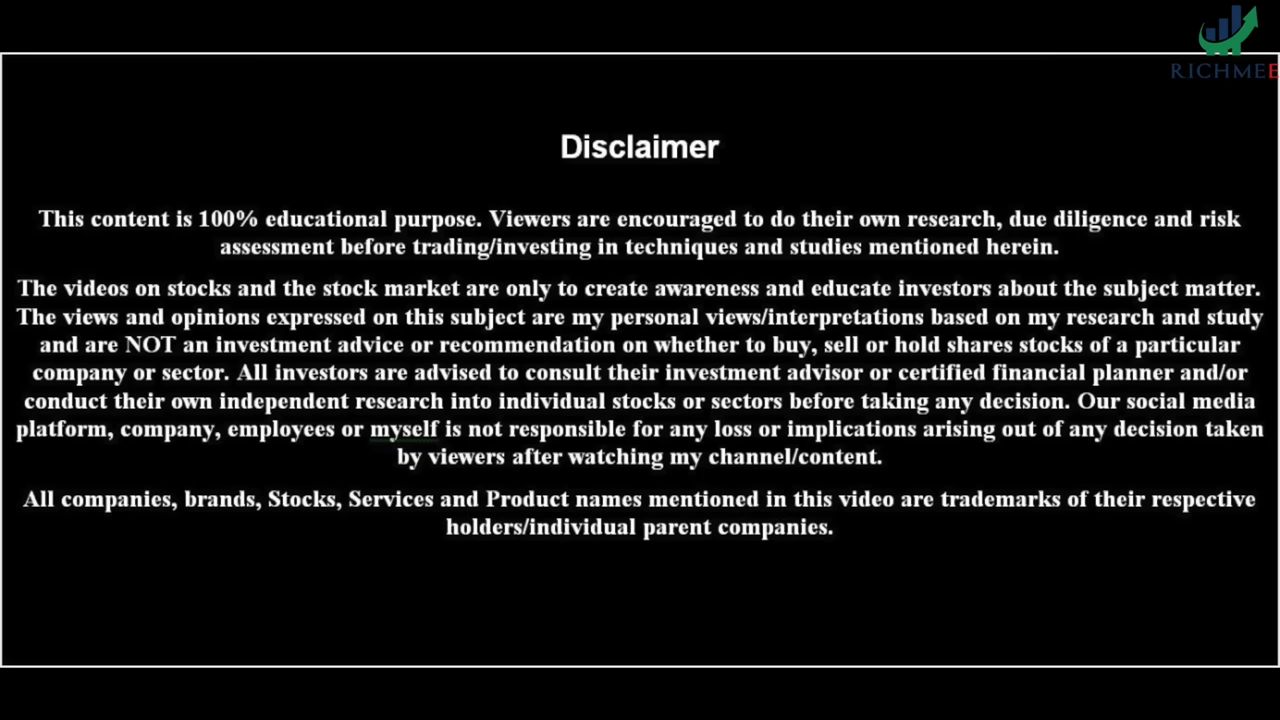 RICHMEE
Disclaimer
This content is 100% educational purpose. Viewers are encouraged to do their own research, due diligence and risk
assessment before trading/investing in techniques and studies mentioned herein.
The videos on stocks and the stock market are only to create awareness and educate investors about the subject matter.
The views and opinions expressed on this subject are my personal views/interpretations based on my research and study
and are NOT an investment advice or recommendation on whether to buy, sell or hold shares stocks of a particular
company or sector. All investors are advised to consult their investment advisor or certified financial planner and/or
conduct their own independent research into individual stocks or sectors before taking any decision. Our social media
platform, company, employees or myself is not responsible for any loss or implications arising out of any decision taken
by viewers after watching my channel/content.
All companies, brands, Stocks, Services and Product names mentioned in this video are trademarks of their respective
holders/individual parent companies.